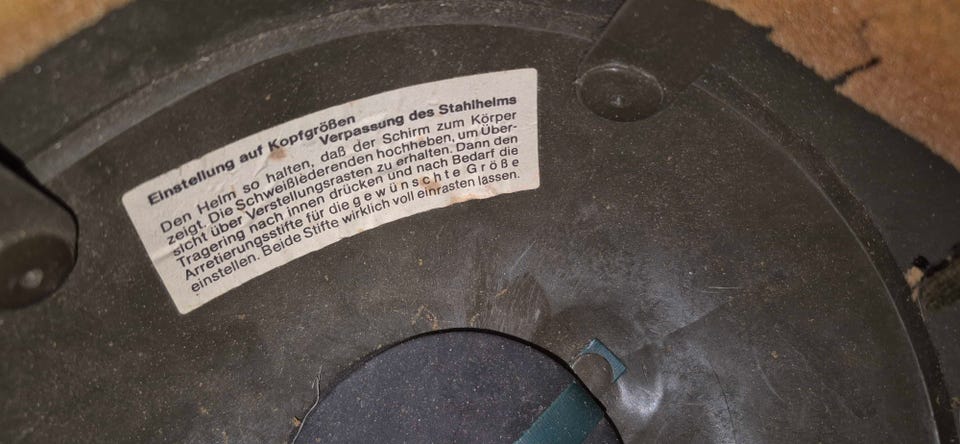 Einstellung auf Kopfgrößen
Verpassung des Stahlhelms
Den Helm so halten, daß der Schirm zum Körper
zeigt. Die Schweißlederenden hochheben, um Über-
sicht über Verstellungsrasten zu erhalten. Dann den
Tragering nach innen drücken und nach Bedarf die
Arretierungsstifte für die gewünschte Größe
einstellen. Beide Stifte wirklich voll einrasten lassen.